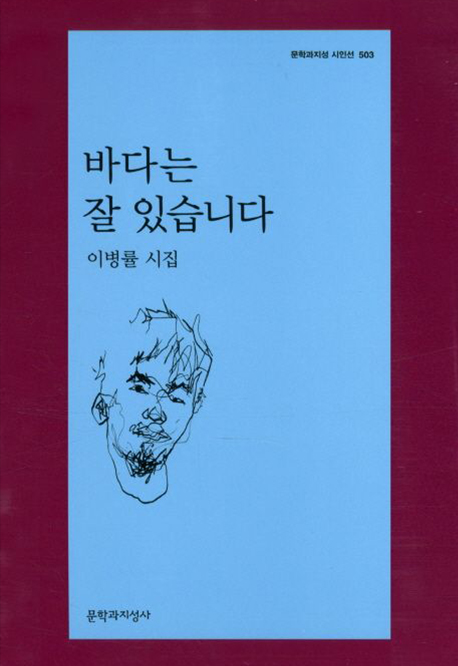 문학과지성 시인선 503
바다는
잘 있습니다
이병률 시집
문학과지성사